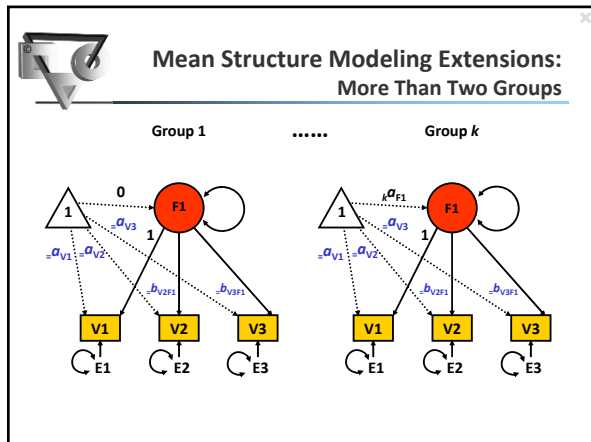 ©
Mean Structure Modeling Extensions:
More Than Two Groups
Group 1 …… Group k
0 kaF1
1 F1 1 F1
=aV3 =aV3
=aV1 =aV2 1 =aV1 =aV2 1
=bV2F1 =bV3F1 =bV2F1 =bV3F1
V1 V2 V3 V1 V2 V3
E1 E2 E3 E1 E2 E3